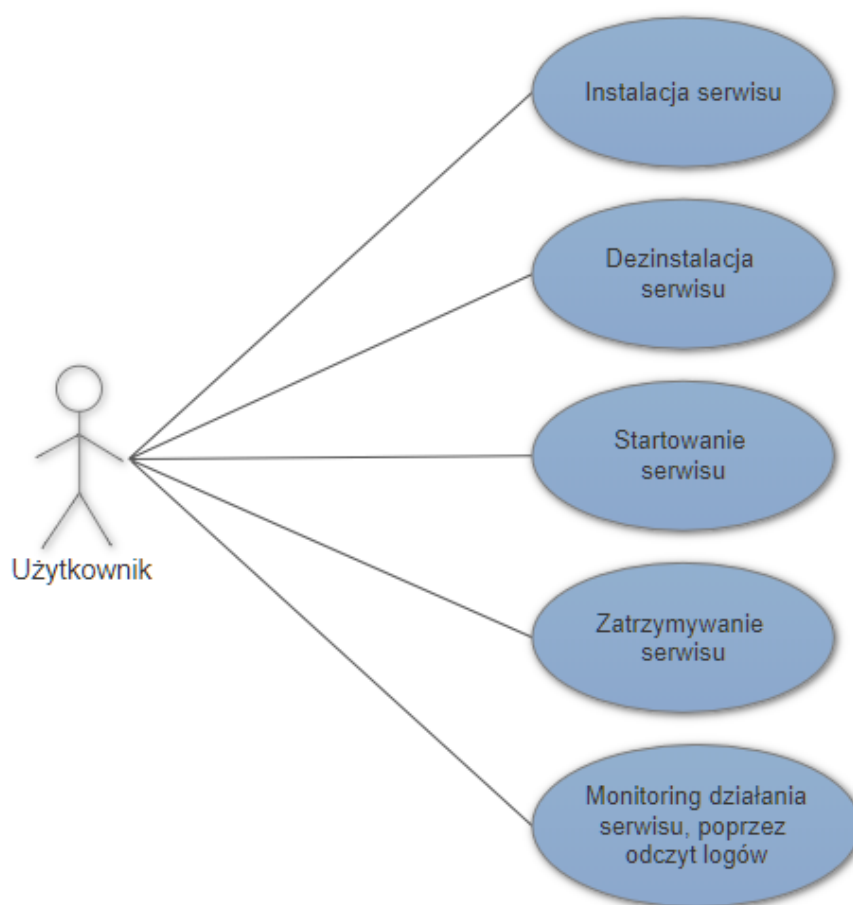 Instalacja serwisu
Dezinstalacja
serwisu
Startowanie
serwisu
Użytkownik
Zatrzymywanie
serwisu
Monitoring działania
serwisu, poprzez
odczyt logów